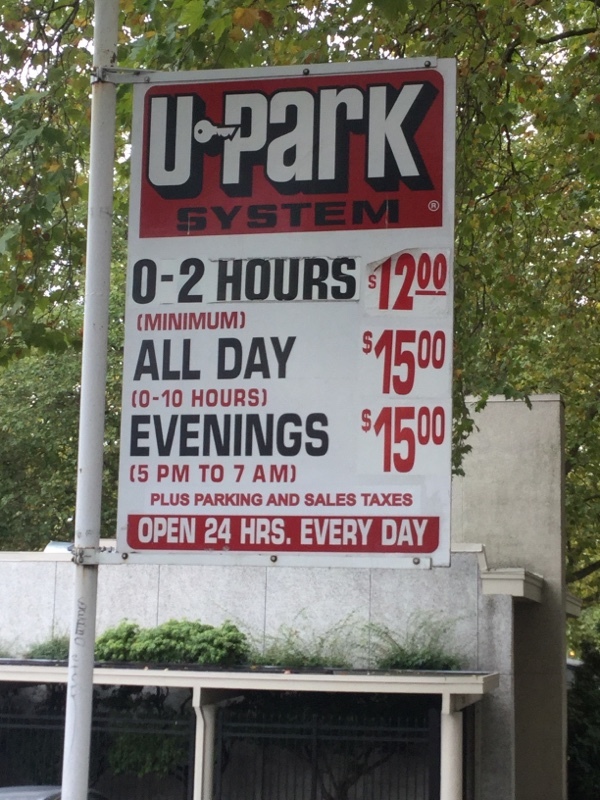 U-Park
SYSTEM ®
0-2 HOURS $12.00
(MINIMUM)
ALL DAY $15.00
(0-10 HOURS)
EVENINGS $15.00
(5 PM TO 7 AM)
PLUS PARKING AND SALES TAXES
OPEN 24 HRS. EVERY DAY